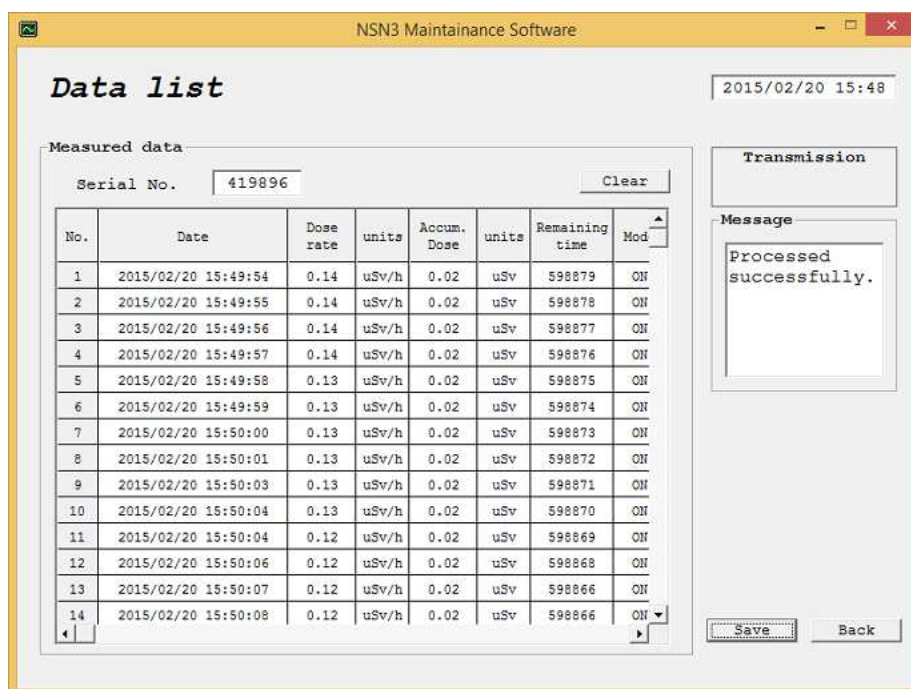 NSN3 Maintainance Software
Data list
2015/02/20 15:48
Measured data
Serial No. 419896 Clear
No. Date Dose rate units Accum. Dose units Remaining time Mod
1 2015/02/20 15:49:54 0.14 uSv/h 0.02 uSv 598879 ON
2 2015/02/20 15:49:55 0.14 uSv/h 0.02 uSv 598878 ON
3 2015/02/20 15:49:56 0.14 uSv/h 0.02 uSv 598877 ON
4 2015/02/20 15:49:57 0.14 uSv/h 0.02 uSv 598876 ON
5 2015/02/20 15:49:58 0.13 uSv/h 0.02 uSv 598875 ON
6 2015/02/20 15:49:59 0.13 uSv/h 0.02 uSv 598874 ON
7 2015/02/20 15:50:00 0.13 uSv/h 0.02 uSv 598873 ON
8 2015/02/20 15:50:01 0.13 uSv/h 0.02 uSv 598872 ON
9 2015/02/20 15:50:03 0.13 uSv/h 0.02 uSv 598871 ON
10 2015/02/20 15:50:04 0.13 uSv/h 0.02 uSv 598870 ON
11 2015/02/20 15:50:04 0.12 uSv/h 0.02 uSv 598869 ON
12 2015/02/20 15:50:06 0.12 uSv/h 0.02 uSv 598868 ON
13 2015/02/20 15:50:07 0.12 uSv/h 0.02 uSv 598866 ON
14 2015/02/20 15:50:08 0.12 uSv/h 0.02 uSv 598866 ON
Transmission
Message
Processed
successfully.
Save Back